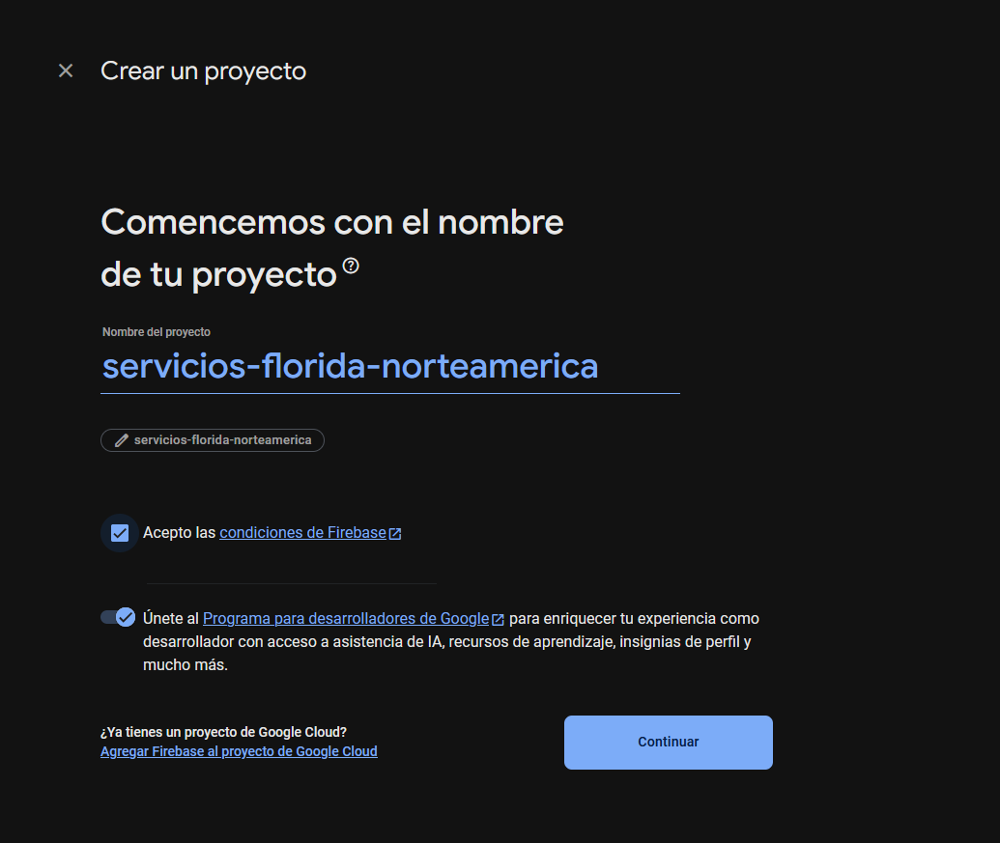 Crear un proyecto
Comencemos con el nombre
de tu proyecto
Nombre del proyecto
servicios-florida-norteamerica
servicios-florida-norteamerica
Acepto las condiciones de Firebase
Únete al Programa para desarrolladores de Google para enriquecer tu experiencia como
desarrollador con acceso a asistencia de IA, recursos de aprendizaje, insignias de perfil y
mucho más.
¿Ya tienes un proyecto de Google Cloud?
Agregar Firebase al proyecto de Google Cloud
Continuar